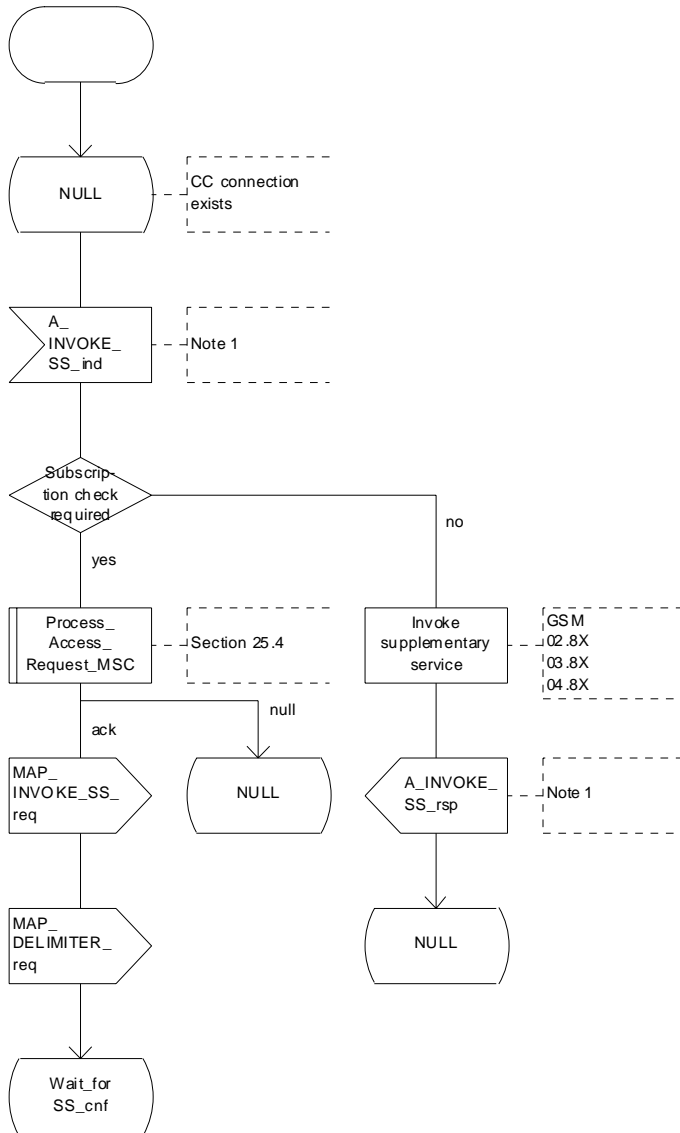 NULL
CC connection
exists
A_
INVOKE_
SS_ind
Note 1
Subscrip-
tion check
required
no
yes
Process_
Access_
Request_MSC
Section 25.4
Invoke
supplementary
service
GSM
02.8X
03.8X
04.8X
null
ack
MAP_
INVOKE_SS_
req
NULL
A_INVOKE_
SS_rsp
Note 1
MAP_
DELIMITER_
req
NULL
Wait_for
SS_cnf